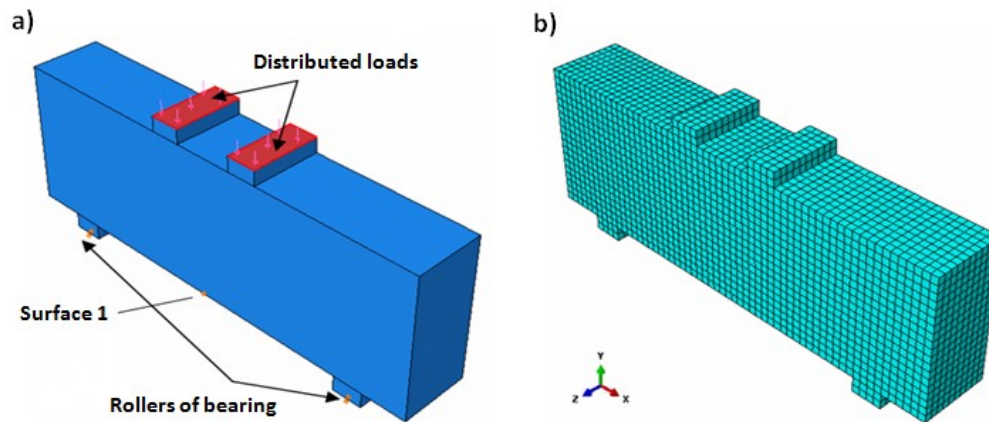 a)
Distributed loads
Surface 1
Rollers of bearing
b)
Y
Z
X